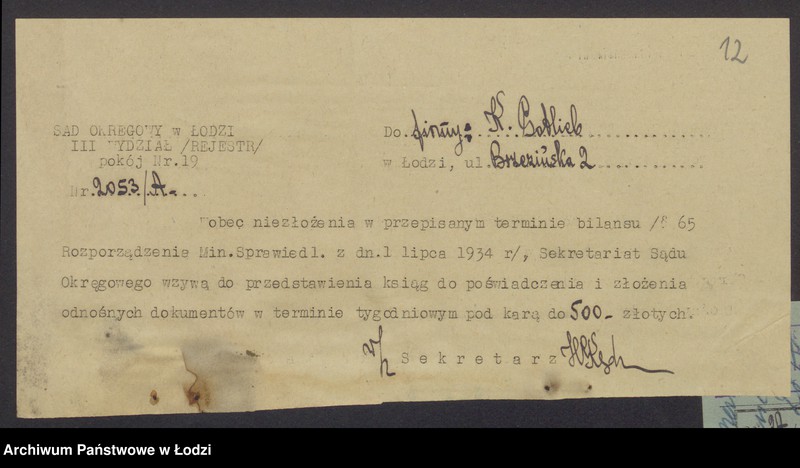 12
SĄD OKRĘGOWY w ŁODZI
III WYDZIAŁ /REJESTR/
pokój Nr.19
Nr.2053/A.
Do firmy: K. Gotlieb
w Łodzi, ul. Brzezińska 2
Wobec niezłożenia w przepisanym terminie bilansu /§ 65
Rozporządzenia Min.Sprawiedl. z dn.1 lipca 1934 r/, Sekretariat Sądu
Okręgowego wzywa do przedstawienia ksiąg do poświadczenia i złożenia
odnośnych dokumentów w terminie tygodniowym pod karą do 500.- złotych.
Sekretarz
Archiwum Państwowe w Łodzi